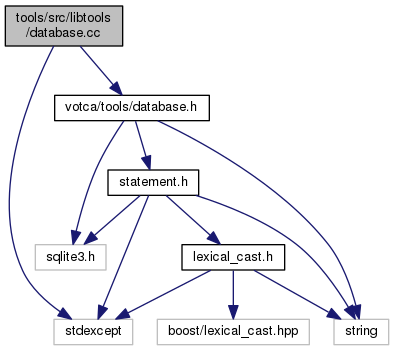 tools/src/libtools
/database.cc
votca/tools/database.h
statement.h
sqlite3.h
lexical_cast.h
stdexcept
boost/lexical_cast.hpp
string